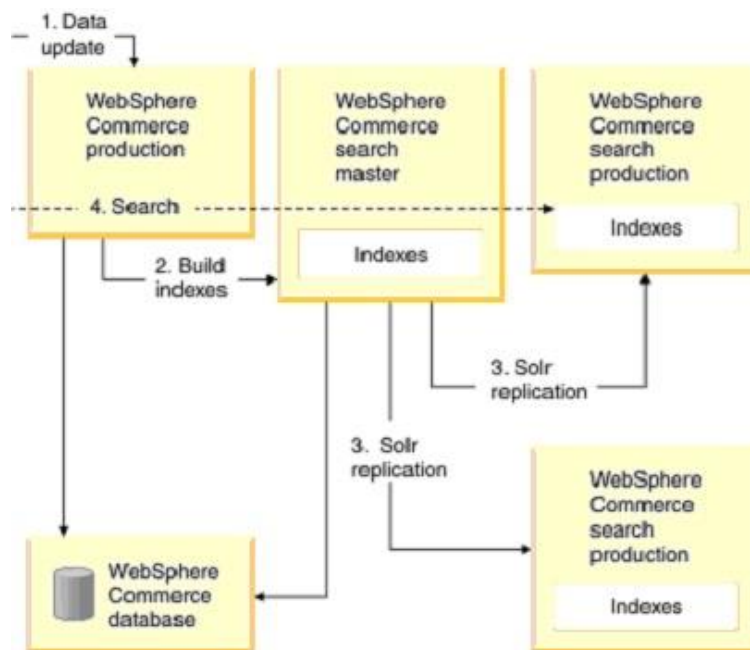 1. Data
update
WebSphere
Commerce
production
WebSphere
Commerce
search
master
WebSphere
Commerce
search
production
4. Search
Indexes
Indexes
2. Build
indexes
3. Solr
replication
3. Solr
replication
WebSphere
Commerce
search
production
WebSphere
Commerce
database
Indexes